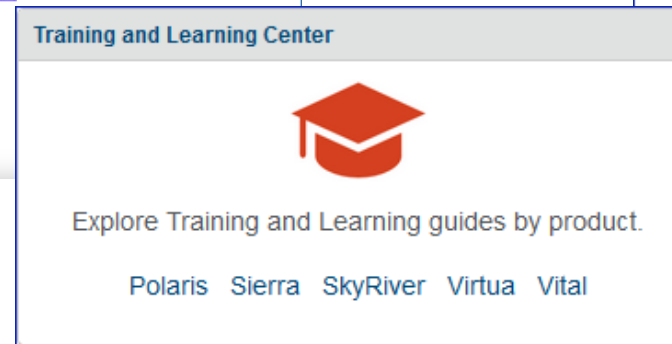 Training and Learning Center
Explore Training and Learning guides by product.
Polaris Sierra SkyRiver Virtua Vital